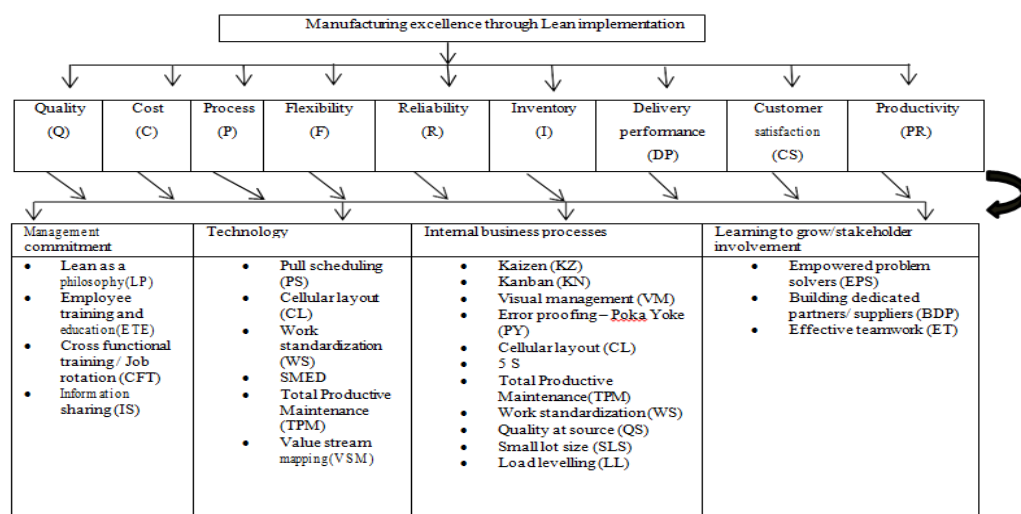 Manufacturing excellence through Lean implementation
Quality
(Q)
Cost
(C)
Process
(P)
Flexibility
(F)
Reliability
(R)
Inventory
(I)
Delivery
performance
(DP)
Customer
satisfaction
(CS)
Productivity
(PR)
Management
commitment
• Lean as a
philosophy(LP)
• Employee
training and
education(ETE)
• Cross functional
training / Job
rotation (CFT)
• Information
sharing (IS)
Technology
• Pull scheduling
(PS)
• Cellular layout
(CL)
• Work
standardization
(WS)
• SMED
• Total Productive
Maintenance
(TPM)
• Value stream
mapping(VSM)
Internal business processes
• Kaizen (KZ)
• Kanban (KN)
• Visual management (VM)
• Error proofing – Poka Yoke
(PY)
• Cellular layout (CL)
• 5 S
• Total Productive
Maintenance(TPM)
• Work standardization (WS)
• Quality at source (QS)
• Small lot size (SLS)
• Load levelling (LL)
Learning to grow/stakeholder
involvement
• Empowered problem
solvers (EPS)
• Building dedicated
partners/ suppliers (BDP)
• Effective teamwork (ET)